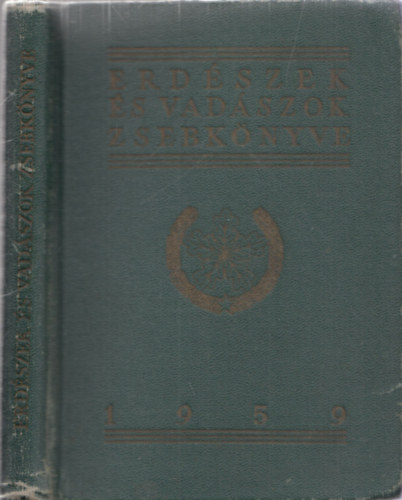 ERDÉSZEK
ÉS VADÁSZOK
ZSEBKÖNYVE
1959
ERDÉSZEK ÉS VADÁSZOK ZSEBKÖNYVE